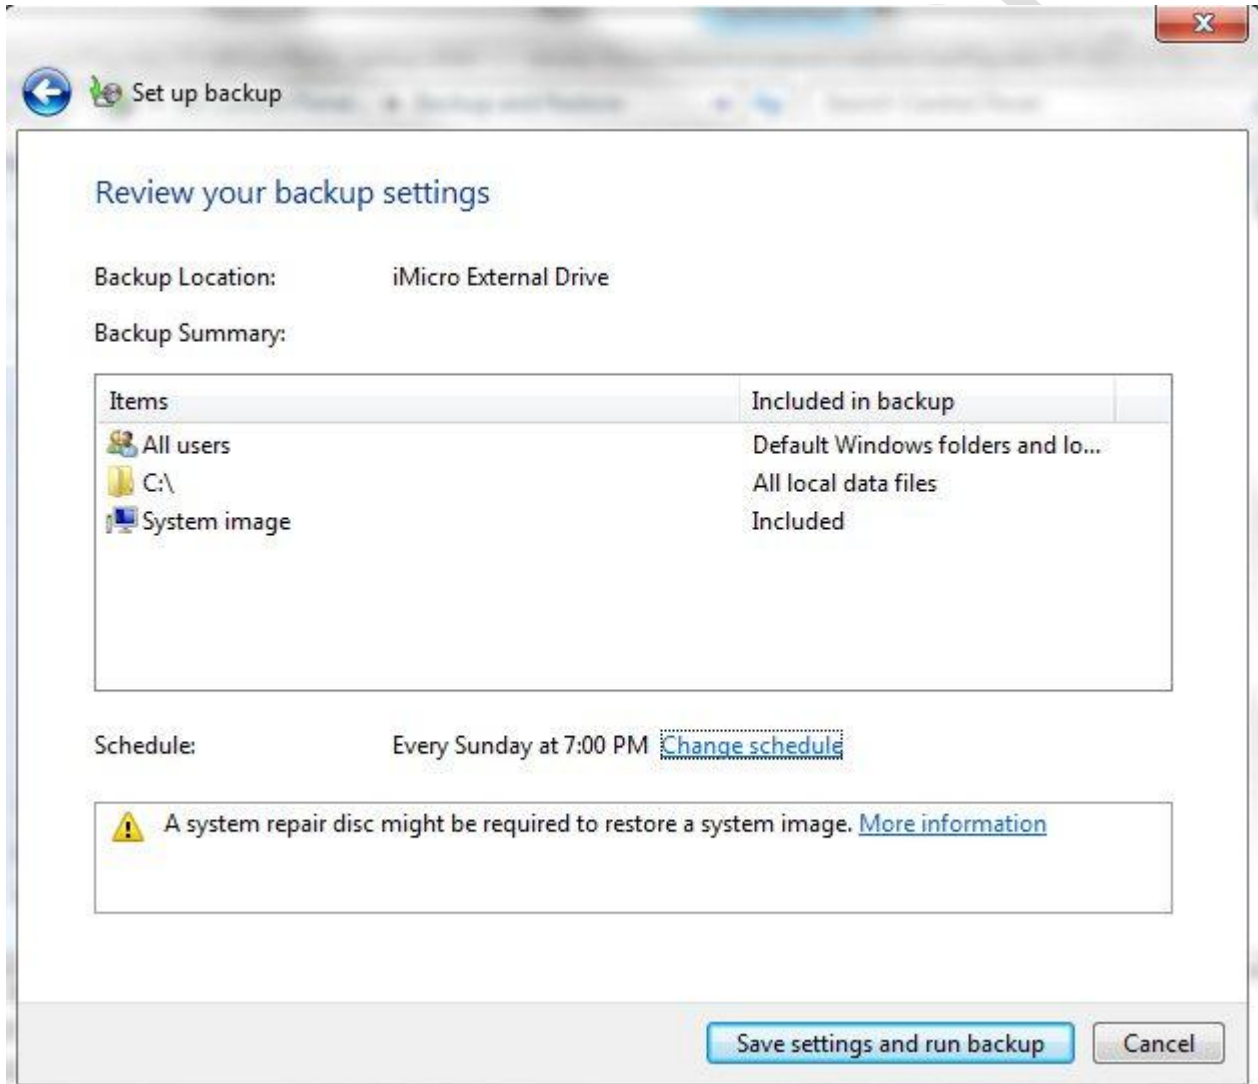 Set up backup
Review your backup settings
Backup Location: iMicro External Drive
Backup Summary:
Items Included in backup
All users Default Windows folders and lo...
C:\ All local data files
System image Included
Schedule: Every Sunday at 7:00 PM Change schedule
A system repair disc might be required to restore a system image. More information
Save settings and run backup Cancel